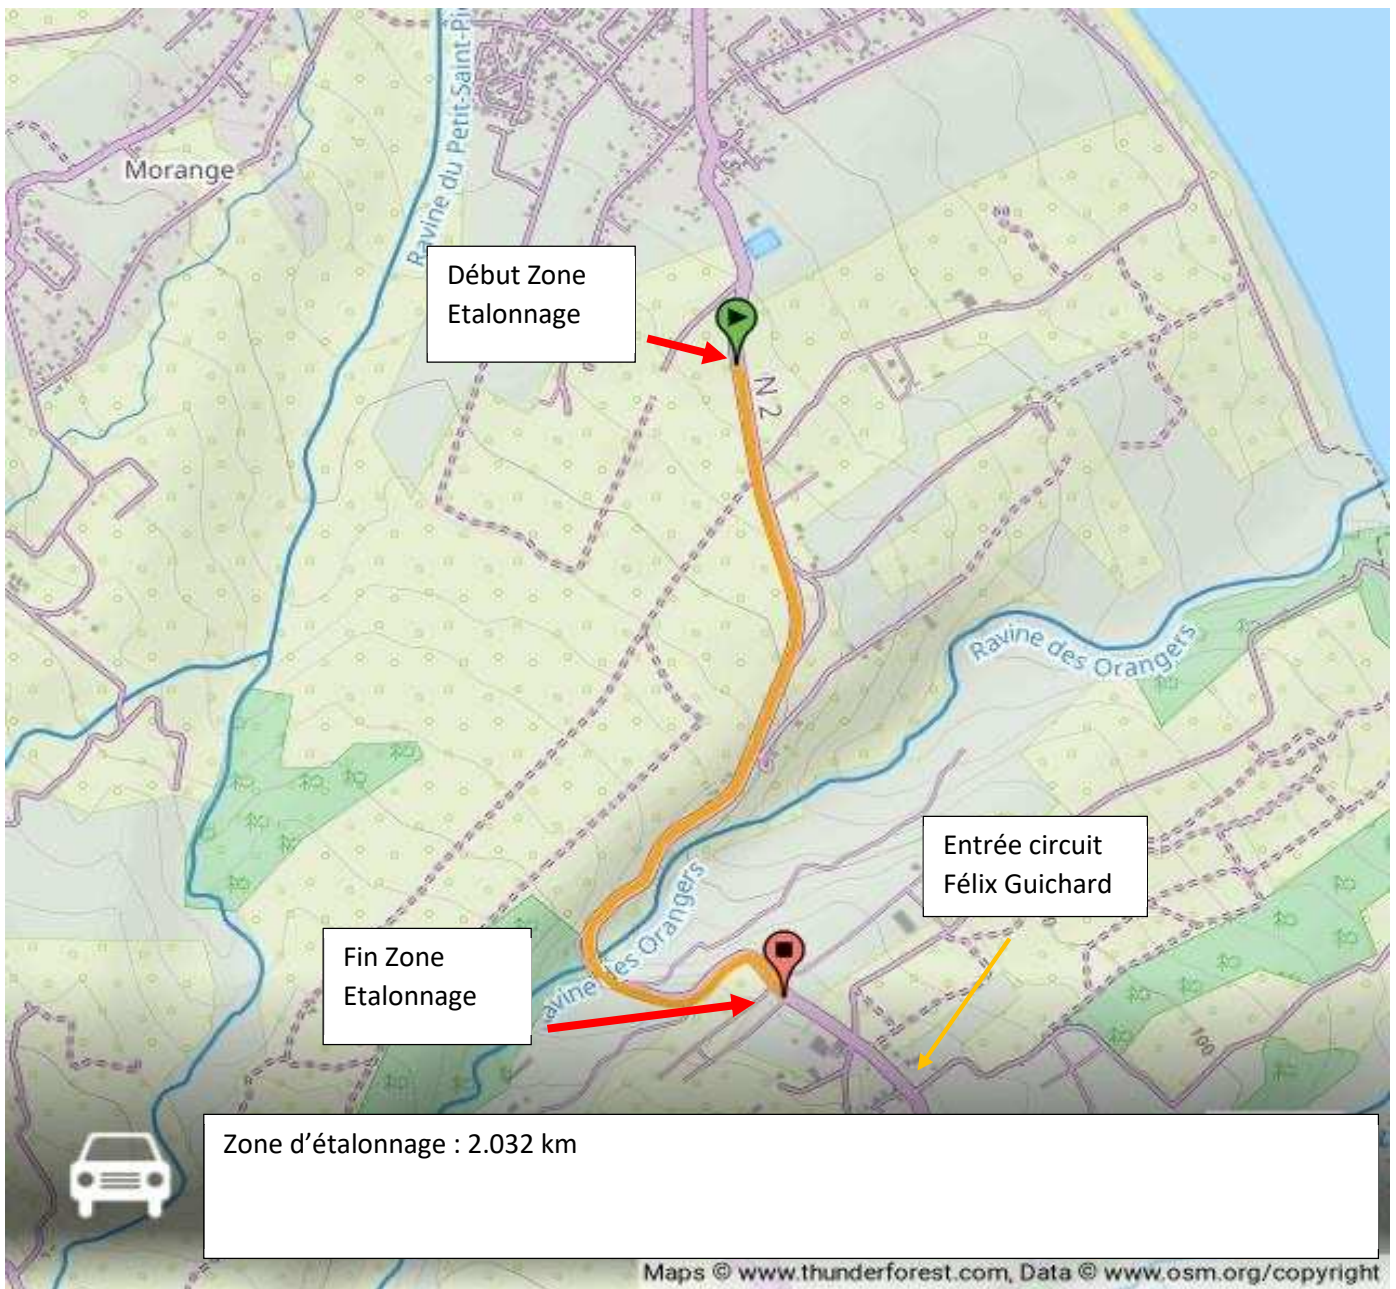 Morange
Ravine du Petit-Saint-Pi
Début Zone
Etalonnage
N 2
Ravine des Orangers
Entrée circuit
Félix Guichard
Ravine des Orangers
Fin Zone
Etalonnage
100
Zone d'étalonnage : 2.032 km
Maps © www.thunderforest.com, Data © www.osm.org/copyright